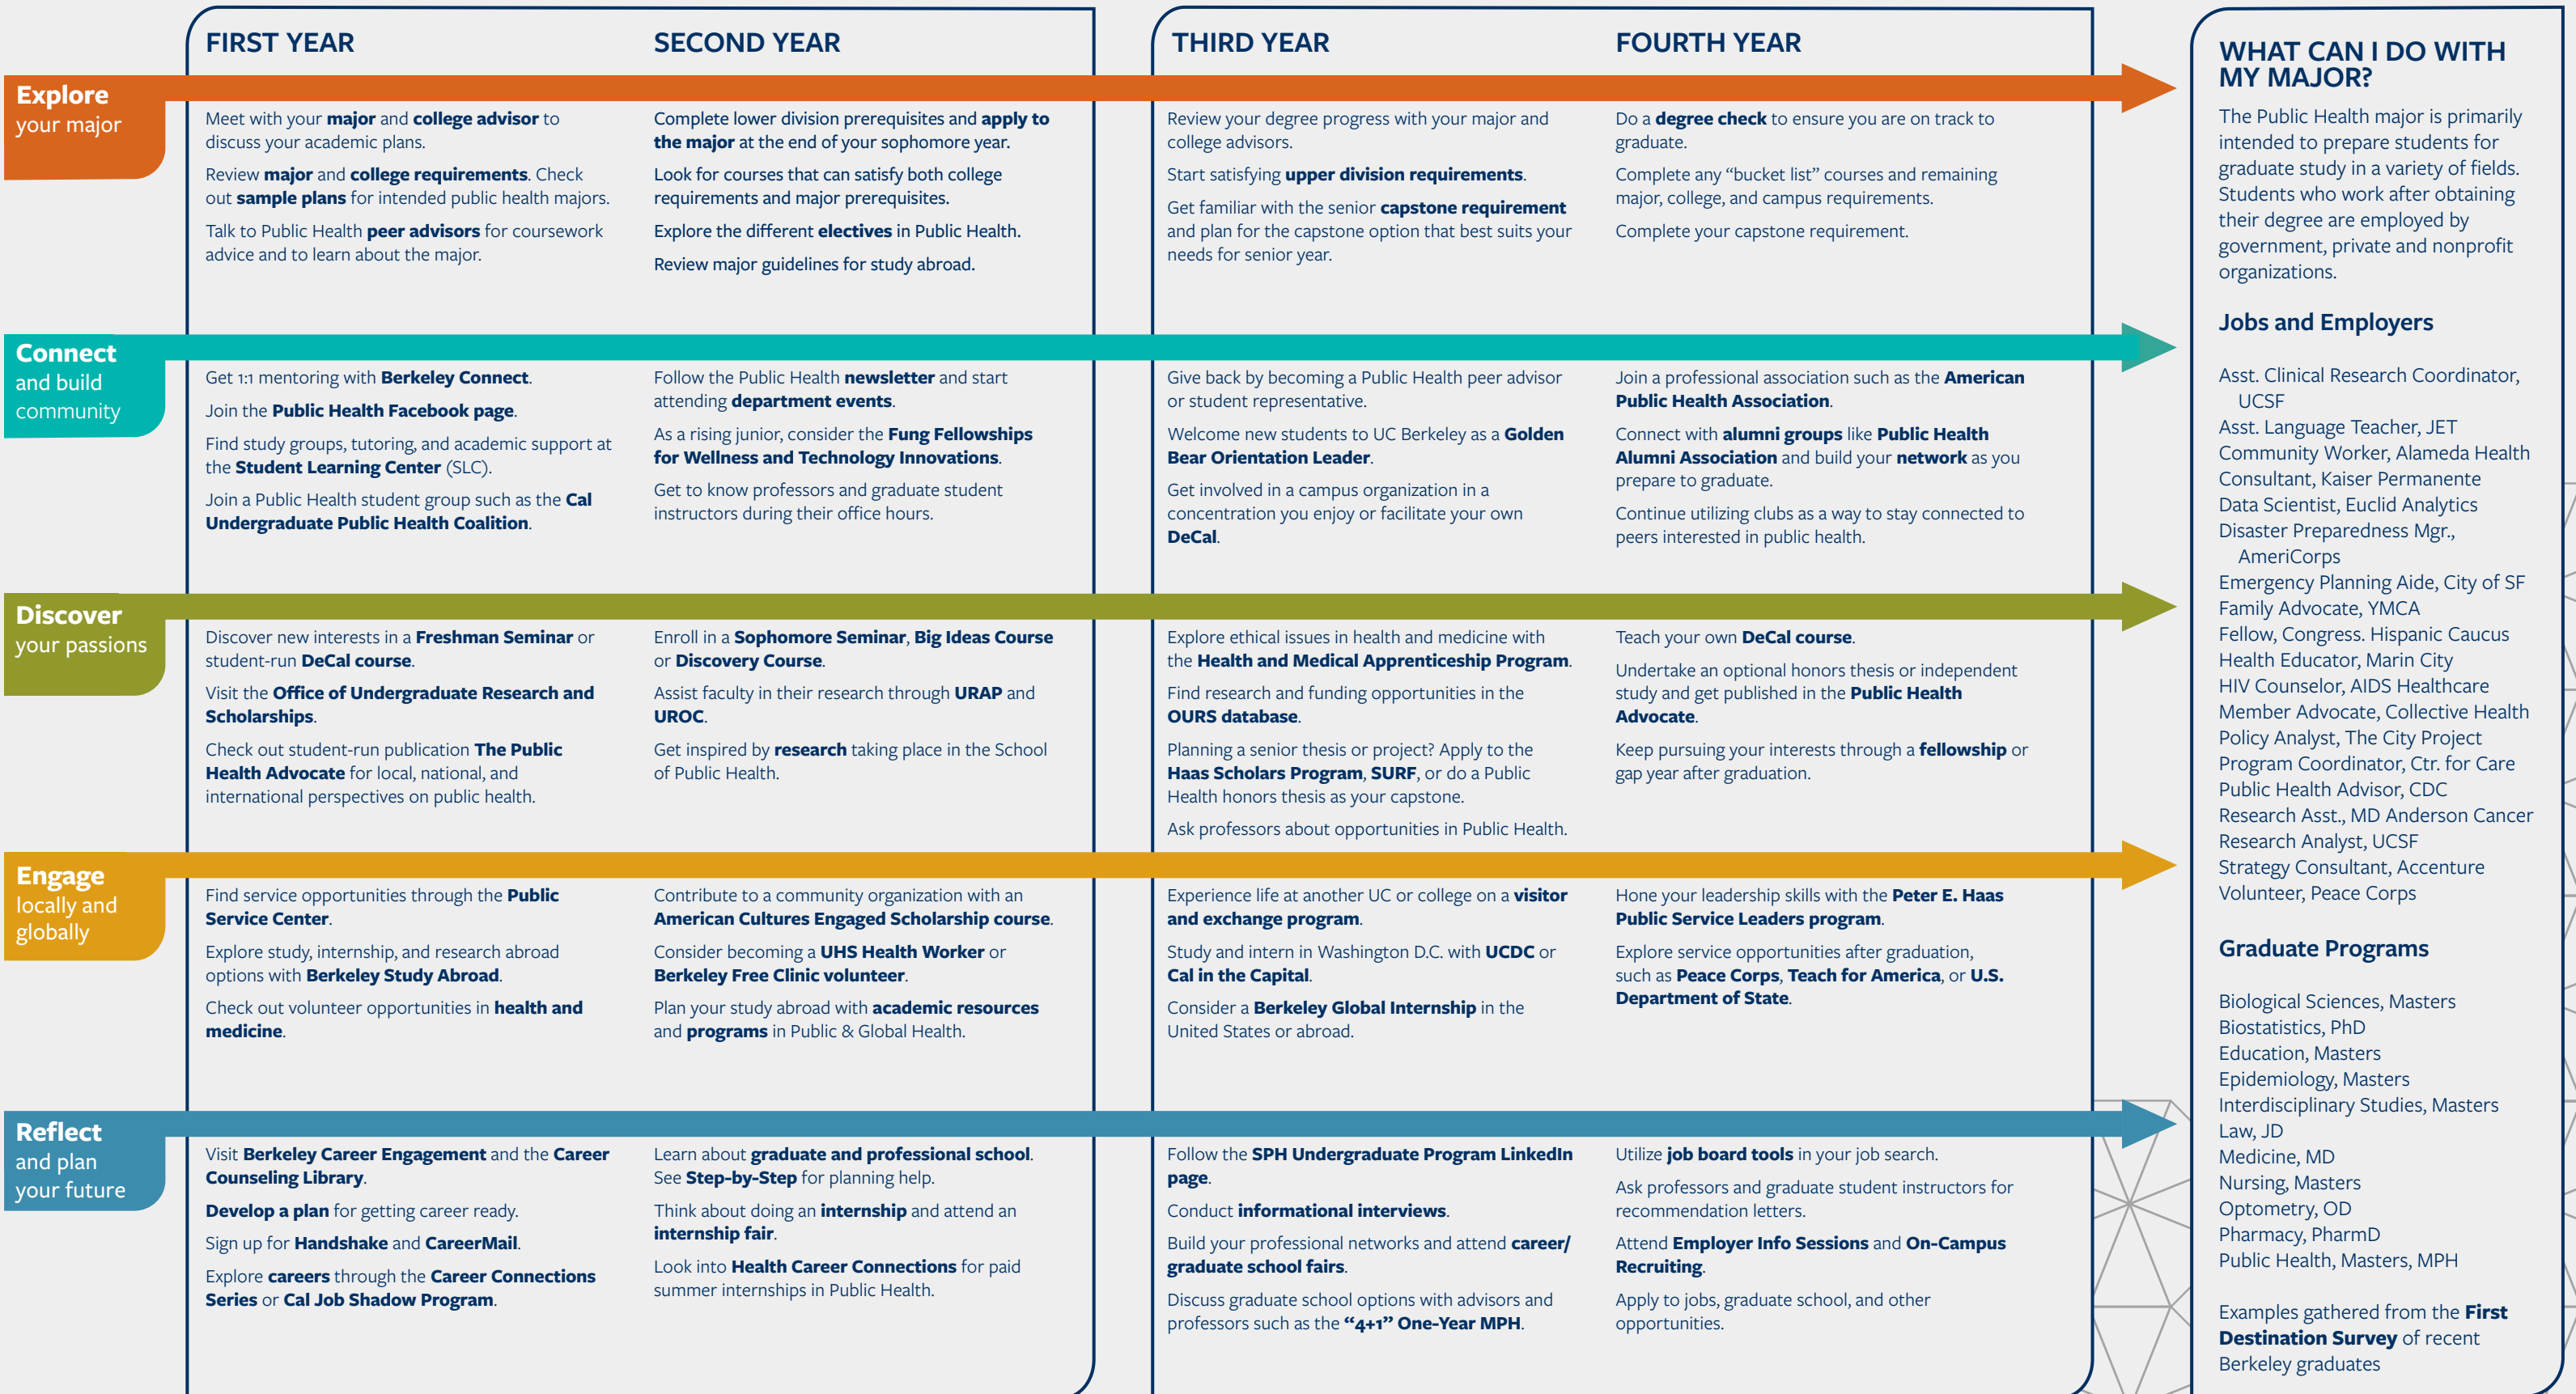 FIRST YEAR
SECOND YEAR
THIRD YEAR
FOURTH YEAR
Explore
your major
Meet with your major and college advisor to
discuss your academic plans.
Review major and college requirements. Check
out sample plans for intended public health majors.
Talk to Public Health peer advisors for coursework
advice and to learn about the major.
Complete lower division prerequisites and apply to
the major at the end of your sophomore year.
Look for courses that can satisfy both college
requirements and major prerequisites.
Explore the different electives in Public Health.
Review major guidelines for study abroad.
Review your degree progress with your major and
college advisors.
Start satisfying upper division requirements.
Get familiar with the senior capstone requirement
and plan for the capstone option that best suits your
needs for senior year.
Do a degree check to ensure you are on track to
graduate.
Complete any “bucket list” courses and remaining
major, college, and campus requirements.
Complete your capstone requirement.
Connect
and build
community
Get 1:1 mentoring with Berkeley Connect.
Join the Public Health Facebook page.
Find study groups, tutoring, and academic support at
the Student Learning Center (SLC).
Join a Public Health student group such as the Cal
Undergraduate Public Health Coalition.
Follow the Public Health newsletter and start
attending department events.
As a rising junior, consider the Fung Fellowships
for Wellness and Technology Innovations.
Get to know professors and graduate student
instructors during their office hours.
Give back by becoming a Public Health peer advisor
or student representative.
Welcome new students to UC Berkeley as a Golden
Bear Orientation Leader.
Get involved in a campus organization in a
concentration you enjoy or facilitate your own
DeCal.
Join a professional association such as the American
Public Health Association.
Connect with alumni groups like Public Health
Alumni Association and build your network as you
prepare to graduate.
Continue utilizing clubs as a way to stay connected to
peers interested in public health.
Discover
your passions
Discover new interests in a Freshman Seminar or
student-run DeCal course.
Visit the Office of Undergraduate Research and
Scholarships.
Check out student-run publication The Public
Health Advocate for local, national, and
international perspectives on public health.
Enroll in a Sophomore Seminar, Big Ideas Course
or Discovery Course.
Assist faculty in their research through URAP and
UROC.
Get inspired by research taking place in the School
of Public Health.
Explore ethical issues in health and medicine with
the Health and Medical Apprenticeship Program.
Find research and funding opportunities in the
OURS database.
Planning a senior thesis or project? Apply to the
Haas Scholars Program, SURF, or do a Public
Health honors thesis as your capstone.
Ask professors about opportunities in Public Health.
Teach your own DeCal course.
Undertake an optional honors thesis or independent
study and get published in the Public Health
Advocate.
Keep pursuing your interests through a fellowship or
gap year after graduation.
Engage
locally and
globally
Find service opportunities through the Public
Service Center.
Explore study, internship, and research abroad
options with Berkeley Study Abroad.
Check out volunteer opportunities in health and
medicine.
Contribute to a community organization with an
American Cultures Engaged Scholarship course.
Consider becoming a UHS Health Worker or
Berkeley Free Clinic volunteer.
Plan your study abroad with academic resources
and programs in Public & Global Health.
Experience life at another UC or college on a visitor
and exchange program.
Study and intern in Washington D.C. with UCDC or
Cal in the Capital.
Consider a Berkeley Global Internship in the
United States or abroad.
Hone your leadership skills with the Peter E. Haas
Public Service Leaders program.
Explore service opportunities after graduation,
such as Peace Corps, Teach for America, or U.S.
Department of State.
Reflect
and plan
your future
Visit Berkeley Career Engagement and the Career
Counseling Library.
Develop a plan for getting career ready.
Sign up for Handshake and CareerMail.
Explore careers through the Career Connections
Series or Cal Job Shadow Program.
Learn about graduate and professional school.
See Step-by-Step for planning help.
Think about doing an internship and attend an
internship fair.
Look into Health Career Connections for paid
summer internships in Public Health.
Follow the SPH Undergraduate Program LinkedIn
page.
Conduct informational interviews.
Build your professional networks and attend career/
graduate school fairs.
Discuss graduate school options with advisors and
professors such as the “4+1” One-Year MPH.
Utilize job board tools in your job search.
Ask professors and graduate student instructors for
recommendation letters.
Attend Employer Info Sessions and On-Campus
Recruiting.
Apply to jobs, graduate school, and other
opportunities.
WHAT CAN I DO WITH
MY MAJOR?
The Public Health major is primarily
intended to prepare students for
graduate study in a variety of fields.
Students who work after obtaining
their degree are employed by
government, private and nonprofit
organizations.
Jobs and Employers
Asst. Clinical Research Coordinator,
UCSF
Asst. Language Teacher, JET
Community Worker, Alameda Health
Consultant, Kaiser Permanente
Data Scientist, Euclid Analytics
Disaster Preparedness Mgr.,
AmeriCorps
Emergency Planning Aide, City of SF
Family Advocate, YMCA
Fellow, Congress. Hispanic Caucus
Health Educator, Marin City
HIV Counselor, AIDS Healthcare
Member Advocate, Collective Health
Policy Analyst, The City Project
Program Coordinator, Ctr. for Care
Public Health Advisor, CDC
Research Asst., MD Anderson Cancer
Research Analyst, UCSF
Strategy Consultant, Accenture
Volunteer, Peace Corps
Graduate Programs
Biological Sciences, Masters
Biostatistics, PhD
Education, Masters
Epidemiology, Masters
Interdisciplinary Studies, Masters
Law, JD
Medicine, MD
Nursing, Masters
Optometry, OD
Pharmacy, PharmD
Public Health, Masters, MPH
Examples gathered from the First
Destination Survey of recent
Berkeley graduates